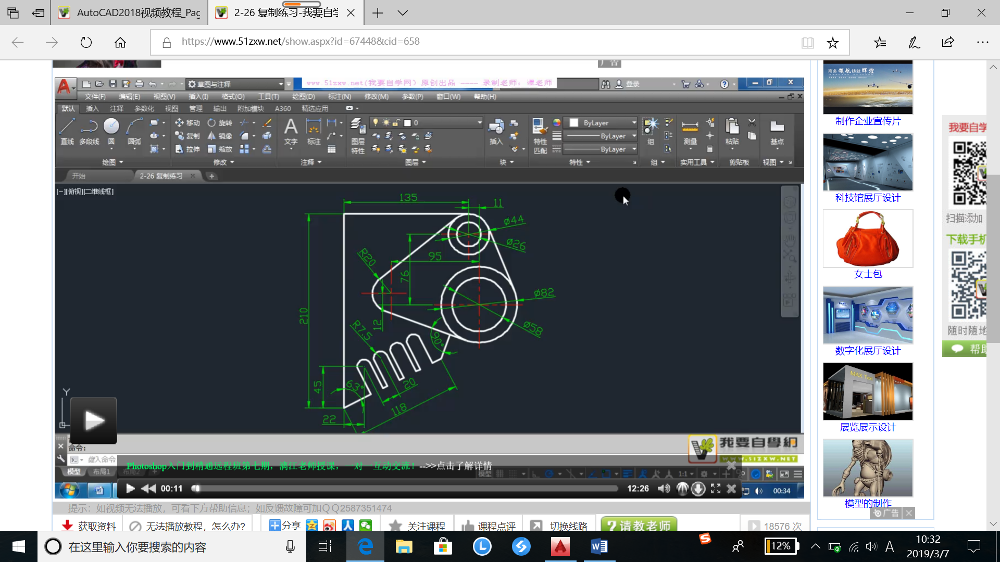 AutoCAD2018视频教程_Pag
2-26 复制练习-我要自学
https://www.51zxw.net/show.aspx?id=67448&cid=658
广告
草图与注释
www.51zxw.net(我要自学网) 原创出品 ---- 录制老师: 谭老师
登录
文件(F) 编辑(E) 视图(V) 插入(I) 格式(O) 工具(T) 绘图(D) 标注(N) 修改(M) 参数(P) 窗口(W) 帮助(H)
默认 插入 注释 参数化 视图 管理 输出 附加模块 A360 精选应用
移动 旋转
0
ByLayer
直线 多段线 圆 圆弧
复制 镜像
文字 标注
图层
特性
插入
特性
匹配
ByLayer
组 测量 粘贴 基点
拉伸 缩放
ByLayer
绘图 修改 注释 图层 块 特性 组 实用工具 剪贴板 视图
开始 2-26 复制练习
[−][俯视][二维线框]
135
11
ø44
ø26
R20
95
76
ø82
210
12
R7.5
ø58
90°
45
63°
20
118
22
Y
命令:
键入命令
我要自學網
WWW.51ZXW.NET
Photoshop入门到精通远程班第七期，漓江老师授课，一对一互动交流！-->>点击了解详情
模型 布局1 布局2
模型
1:1
00:11
12:26
00:34
提示：如视频无法播放，可看下方帮助信息；如反馈故障可加QQ2587351474
获取资料 无法播放教程，怎么办? 分享 关注课程 课程点评 切换线路 请教老师 18576 次
制作企业宣传片
科技馆展厅设计
女士包
数字化展厅设计
MAX Test
展览展示设计
模型的制作
广告
我要自学
扫描添加
下载手机
随时随地
帮助
在这里输入你要搜索的内容
12%
A
10:32
2019/3/7